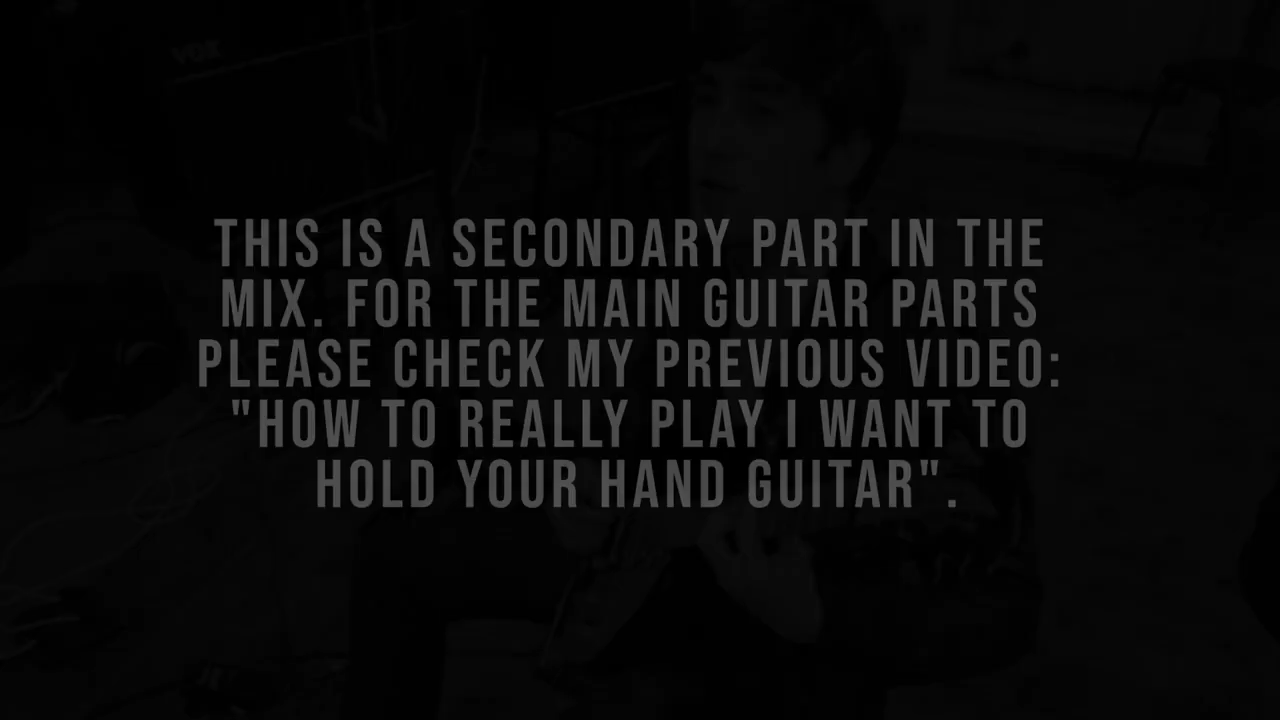 VOX
THIS IS A SECONDARY PART IN THE
MIX. FOR THE MAIN GUITAR PARTS
PLEASE CHECK MY PREVIOUS VIDEO:
"HOW TO REALLY PLAY I WANT TO
HOLD YOUR HAND GUITAR".